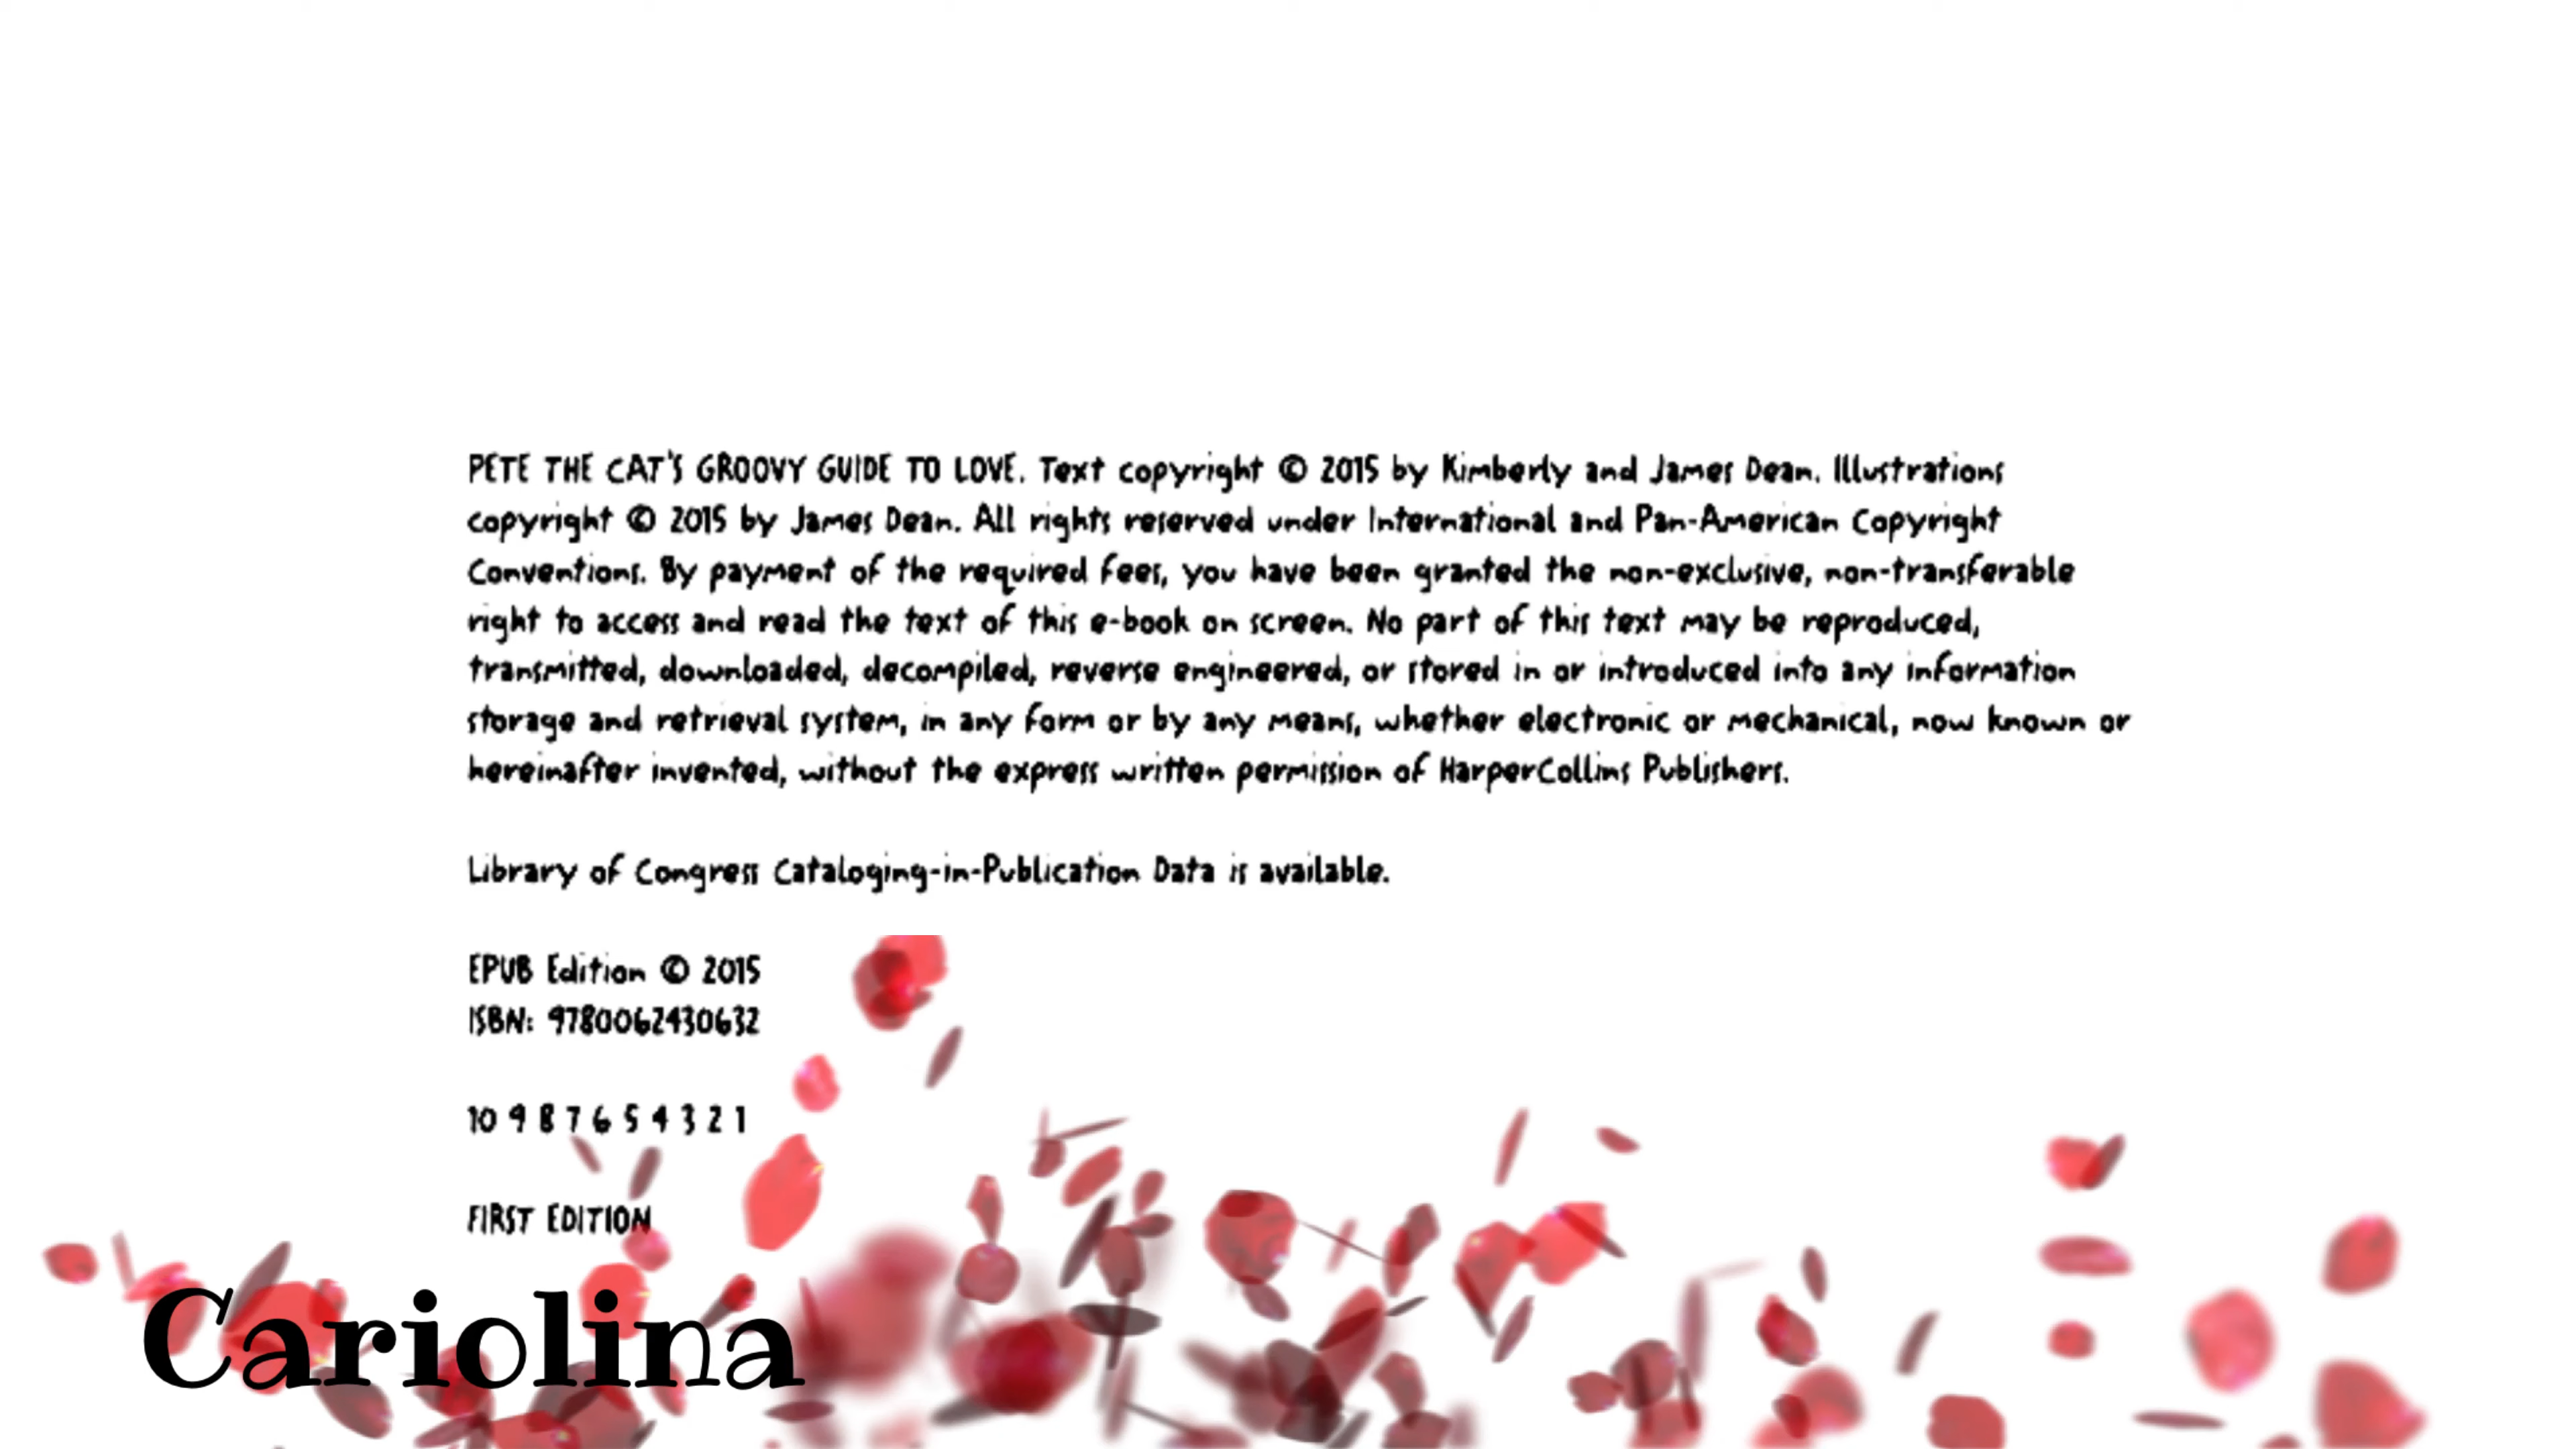 PETE THE CAT'S GROOVY GUIDE TO LOVE. Text copyright © 2015 by Kimberly and James Dean. Illustrations
copyright © 2015 by James Dean. All rights reserved under International and Pan-American Copyright
Conventions. By payment of the required fees, you have been granted the non-exclusive, non-transferable
right to access and read the text of this e-book on screen. No part of this text may be reproduced,
transmitted, downloaded, decompiled, reverse engineered, or stored in or introduced into any information
storage and retrieval system, in any form or by any means, whether electronic or mechanical, now known or
hereinafter invented, without the express written permission of HarperCollins Publishers.
Library of Congress Cataloging-in-Publication Data is available.
EPUB Edition © 2015
ISBN: 9780062430632
10 9 8 7 6 5 4 3 2 1
FIRST EDITION
Cariolina